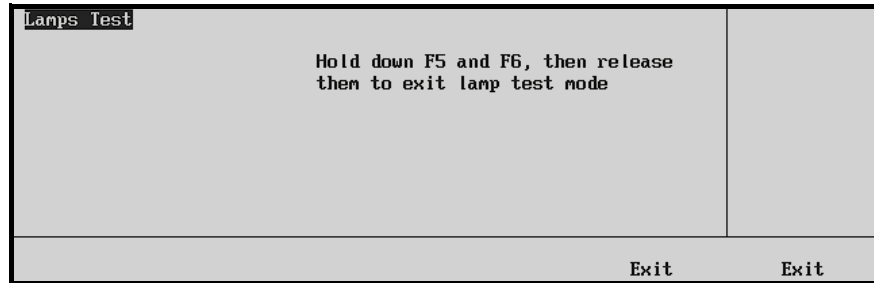 Lamps Test
Hold down F5 and F6, then release
them to exit lamp test mode
Exit Exit